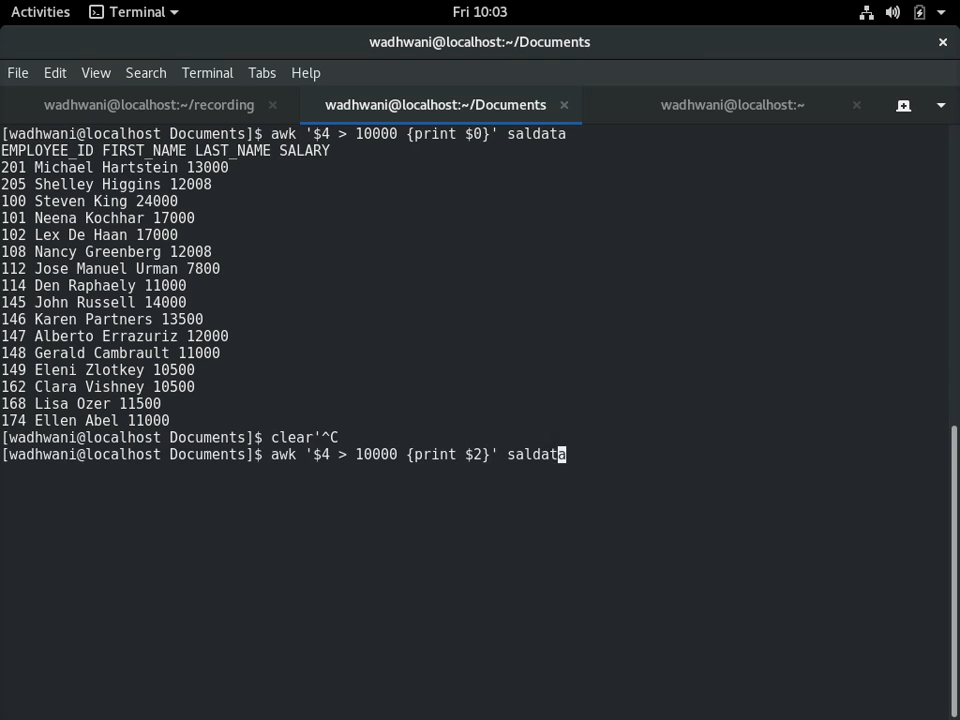 Activities Terminal Fri 10:03
wadhwani@localhost:~/Documents
File Edit View Search Terminal Tabs Help
wadhwani@localhost:~/recording wadhwani@localhost:~/Documents wadhwani@localhost:~
[wadhwani@localhost Documents]$ awk '$4 > 10000 {print $0}' saldata
EMPLOYEE_ID FIRST_NAME LAST_NAME SALARY
201 Michael Hartstein 13000
205 Shelley Higgins 12008
100 Steven King 24000
101 Neena Kochhar 17000
102 Lex De Haan 17000
108 Nancy Greenberg 12008
112 Jose Manuel Urman 7800
114 Den Raphaely 11000
145 John Russell 14000
146 Karen Partners 13500
147 Alberto Errazuriz 12000
148 Gerald Cambrault 11000
149 Eleni Zlotkey 10500
162 Clara Vishney 10500
168 Lisa Ozer 11500
174 Ellen Abel 11000
[wadhwani@localhost Documents]$ clear'^C
[wadhwani@localhost Documents]$ awk '$4 > 10000 {print $2}' saldata